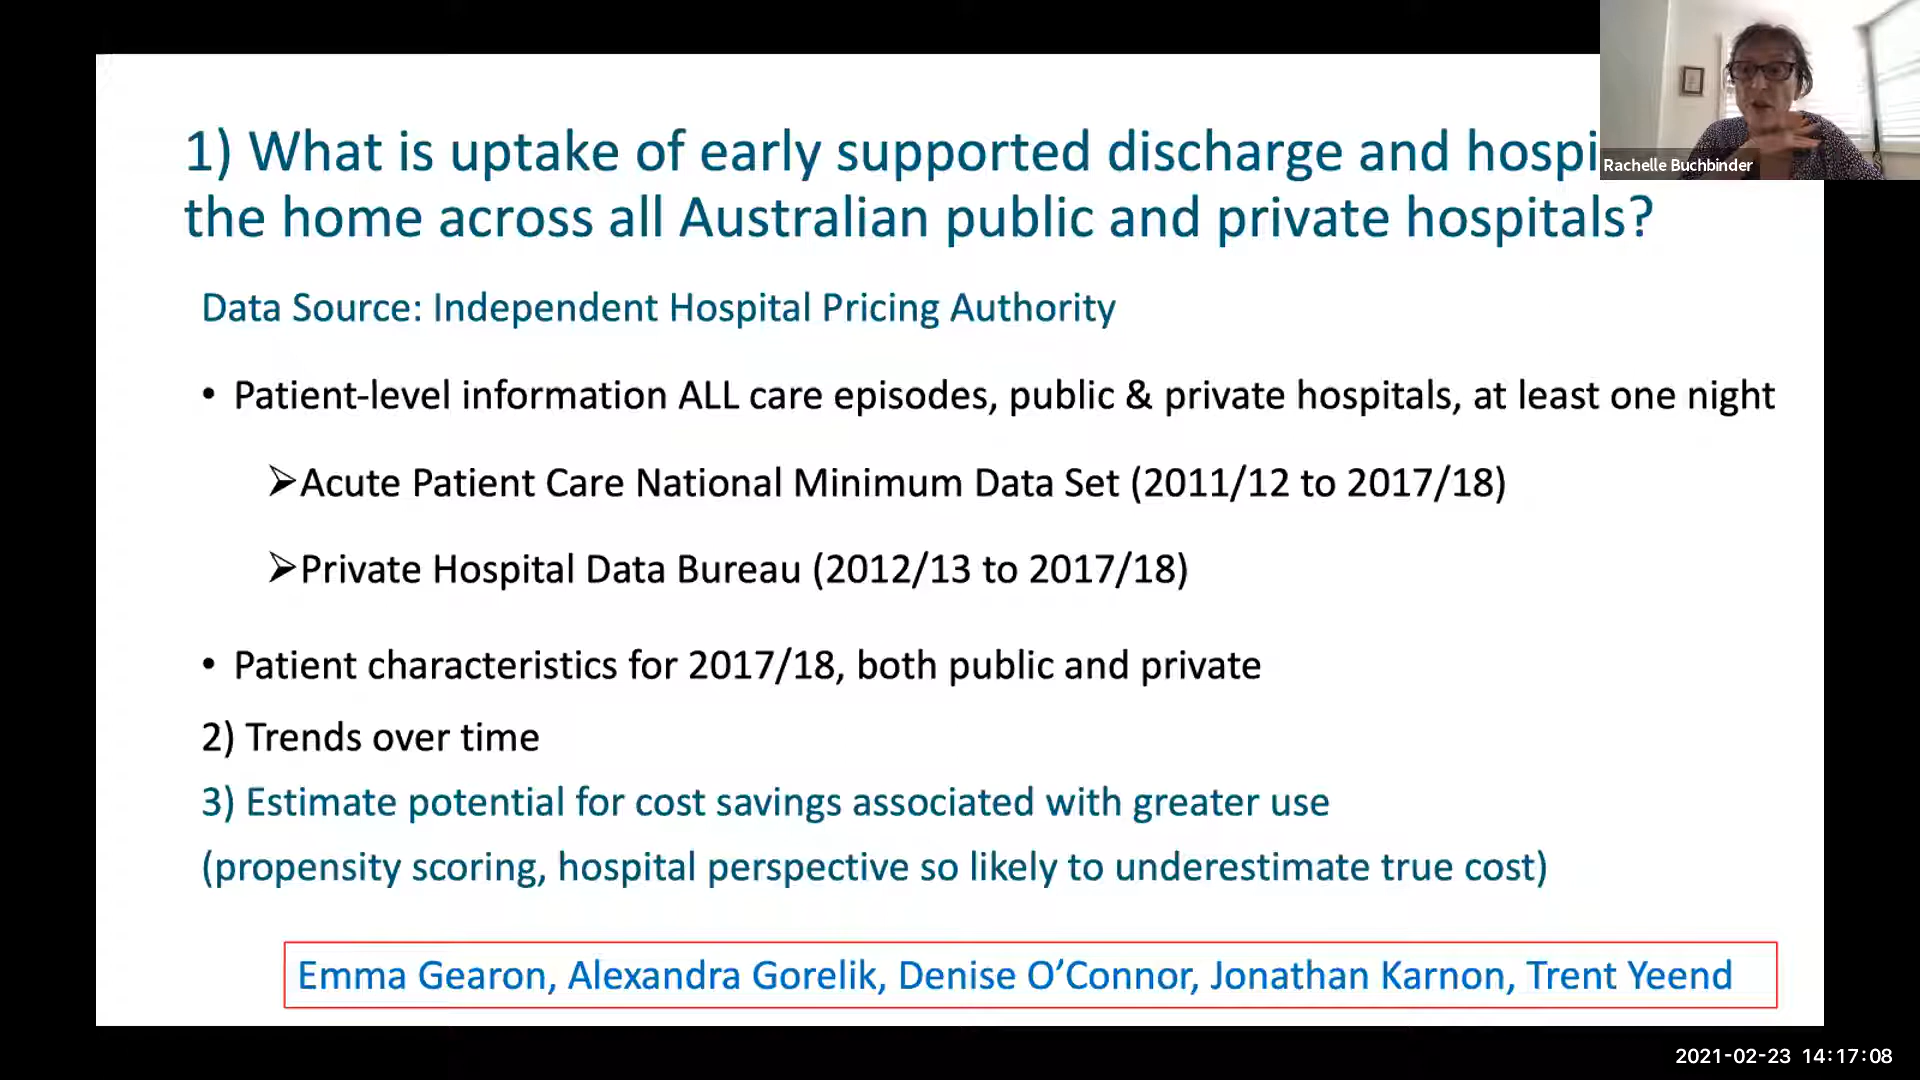 1) What is uptake of early supported discharge and hospi
Rachelle Buchbinder
the home across all Australian public and private hospitals?
Data Source: Independent Hospital Pricing Authority
• Patient-level information ALL care episodes, public & private hospitals, at least one night
➢Acute Patient Care National Minimum Data Set (2011/12 to 2017/18)
➢Private Hospital Data Bureau (2012/13 to 2017/18)
• Patient characteristics for 2017/18, both public and private
2) Trends over time
3) Estimate potential for cost savings associated with greater use
(propensity scoring, hospital perspective so likely to underestimate true cost)
Emma Gearon, Alexandra Gorelik, Denise O’Connor, Jonathan Karnon, Trent Yeend
2021-02-23 14:17:08